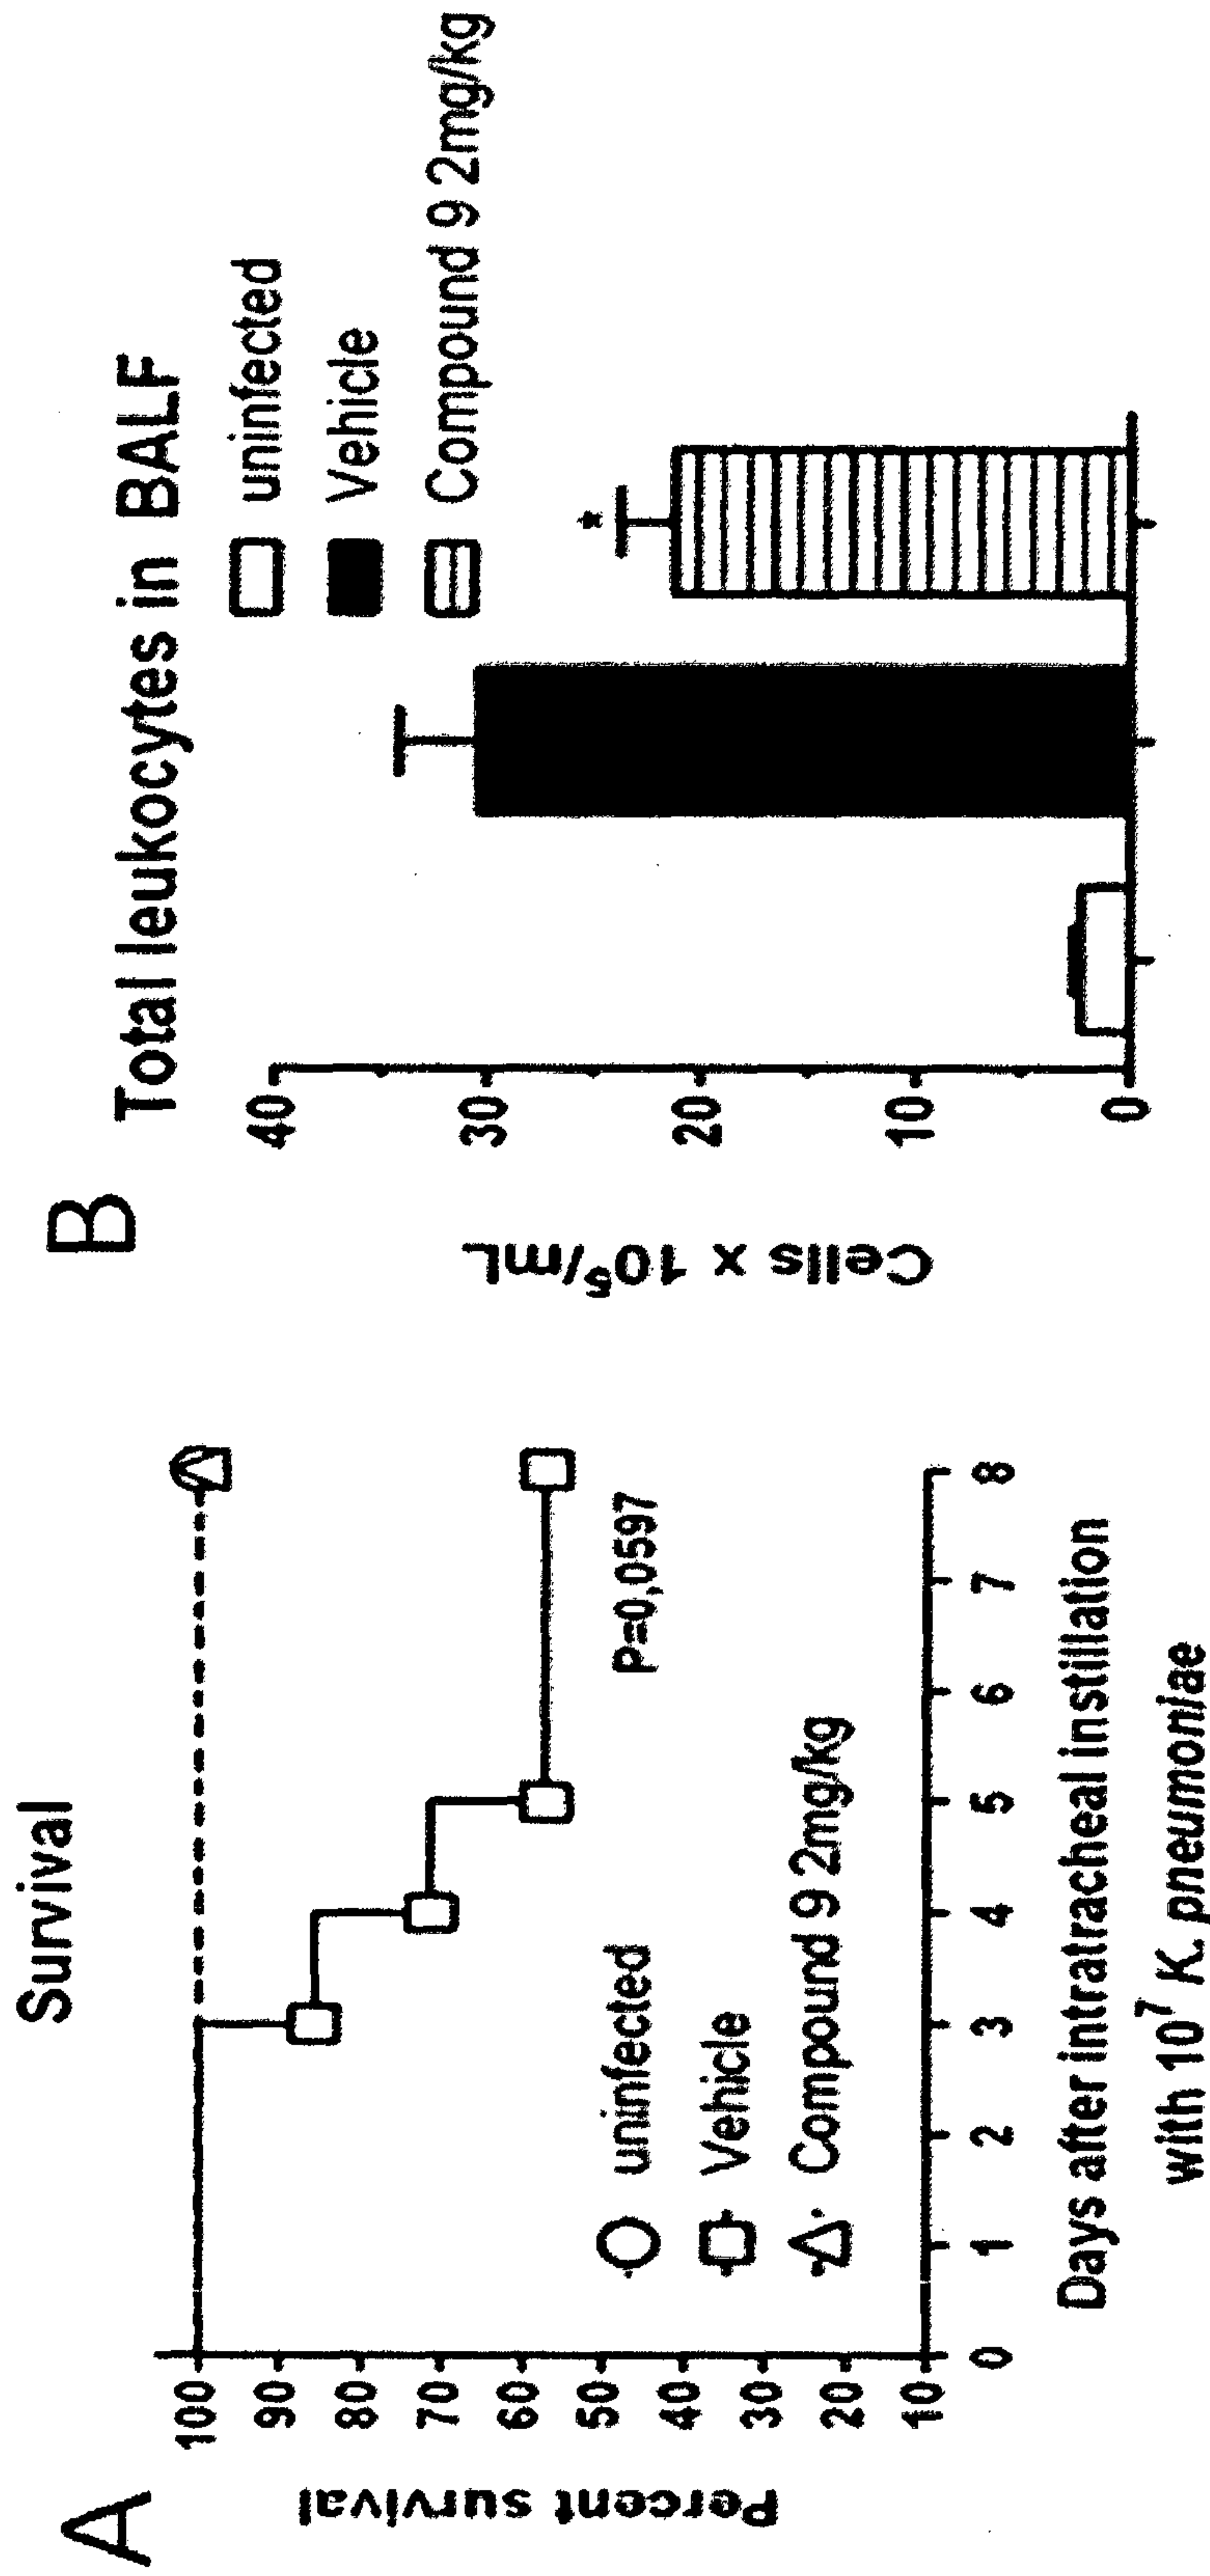 A
Survival
Percent survival
100
90
80
70
60
50
40
30
20
10
uninfected
Vehicle
Compound 9 2mg/kg
P=0,0597
0 1 2 3 4 5 6 7 8
Days after intratracheal instillation
with 10⁷ K. pneumoniae
B
Total leukocytes in BALF
Cells x 10⁵/mL
40
30
20
10
0
uninfected
Vehicle
Compound 9 2mg/kg
*